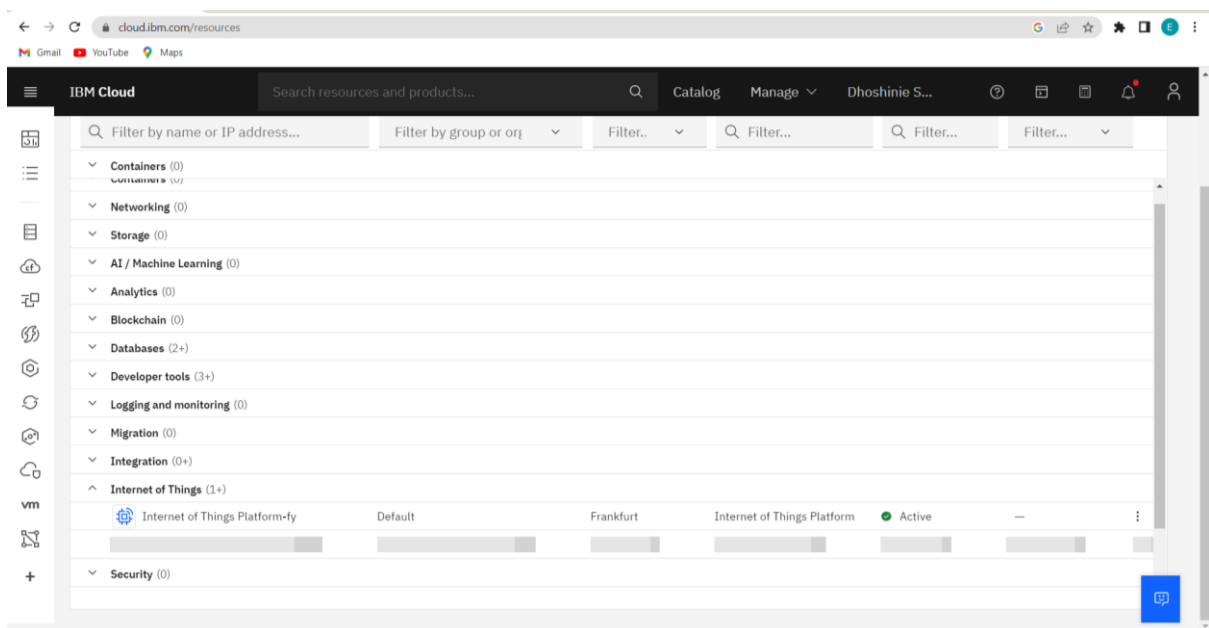 cloud.ibm.com/resources
Gmail YouTube Maps
IBM Cloud Search resources and products... Catalog Manage Dhoshinie S...
Filter by name or IP address... Filter by group or org Filter.. Filter... Filter... Filter...
Containers (0)
Containers (0)
Networking (0)
Storage (0)
AI / Machine Learning (0)
Analytics (0)
Blockchain (0)
Databases (2+)
Developer tools (3+)
Logging and monitoring (0)
Migration (0)
Integration (0+)
Internet of Things (1+)
vm
Internet of Things Platform-fy Default Frankfurt Internet of Things Platform Active —
Security (0)